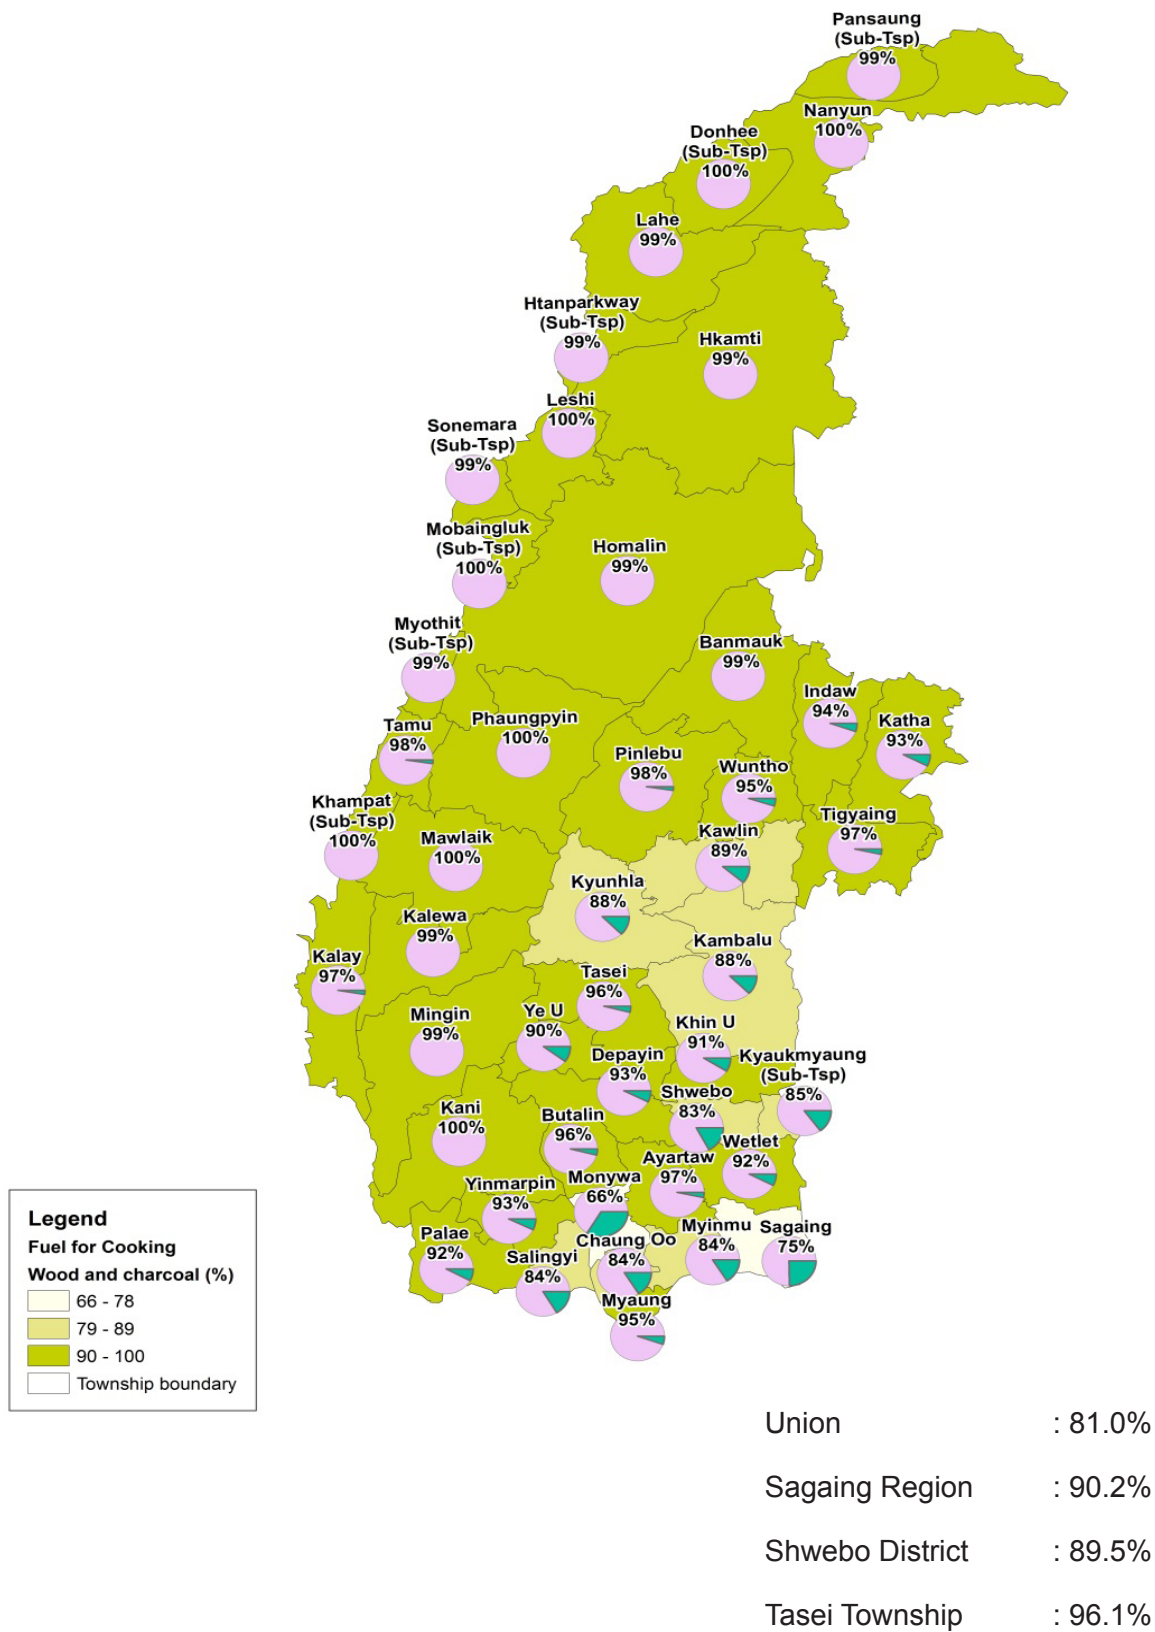 Pansaung
(Sub-Tsp)
99%
Nanyun
100%
Donhee
(Sub-Tsp)
100%
Lahe
99%
Htanparkway
(Sub-Tsp)
99%
Hkamti
99%
Leshi
100%
Sonemara
(Sub-Tsp)
99%
Mobaingluk
(Sub-Tsp)
100%
Homalin
99%
Myothit
(Sub-Tsp)
99%
Banmauk
99%
Indaw
94%
Katha
93%
Tamu
98%
Phaungpyin
100%
Pinlebu
98%
Wuntho
95%
Khampat
(Sub-Tsp)
100%
Mawlaik
100%
Kawlin
89%
Tigyaing
97%
Kyunhla
88%
Kalewa
99%
Kambalu
88%
Kalay
97%
Tasei
96%
Mingin
99%
Ye U
90%
Khin U
91%
Depayin
93%
Kyaukmyaung
(Sub-Tsp)
85%
Shwebo
83%
Kani
100%
Butalin
96%
Wetlet
92%
Ayartaw
97%
Monywa
66%
Yinmarpin
93%
Palae
92%
Salingyi
84%
Chaung Oo
84%
Myinmu
84%
Sagaing
75%
Myaung
95%
Legend
Fuel for Cooking
Wood and charcoal (%)
66 - 78
79 - 89
90 - 100
Township boundary
Union : 81.0%
Sagaing Region : 90.2%
Shwebo District : 89.5%
Tasei Township : 96.1%